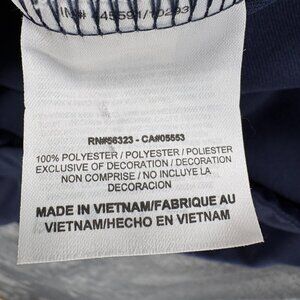 RN#56323 - CA#05553
100% POLYESTER / POLYESTER / POLIESTER
EXCLUSIVE OF DECORATION / DECORATION
NON COMPRISE / NO INCLUYE LA
DECORACION
MADE IN VIETNAM/FABRIQUE AU
VIETNAM/HECHO EN VIETNAM